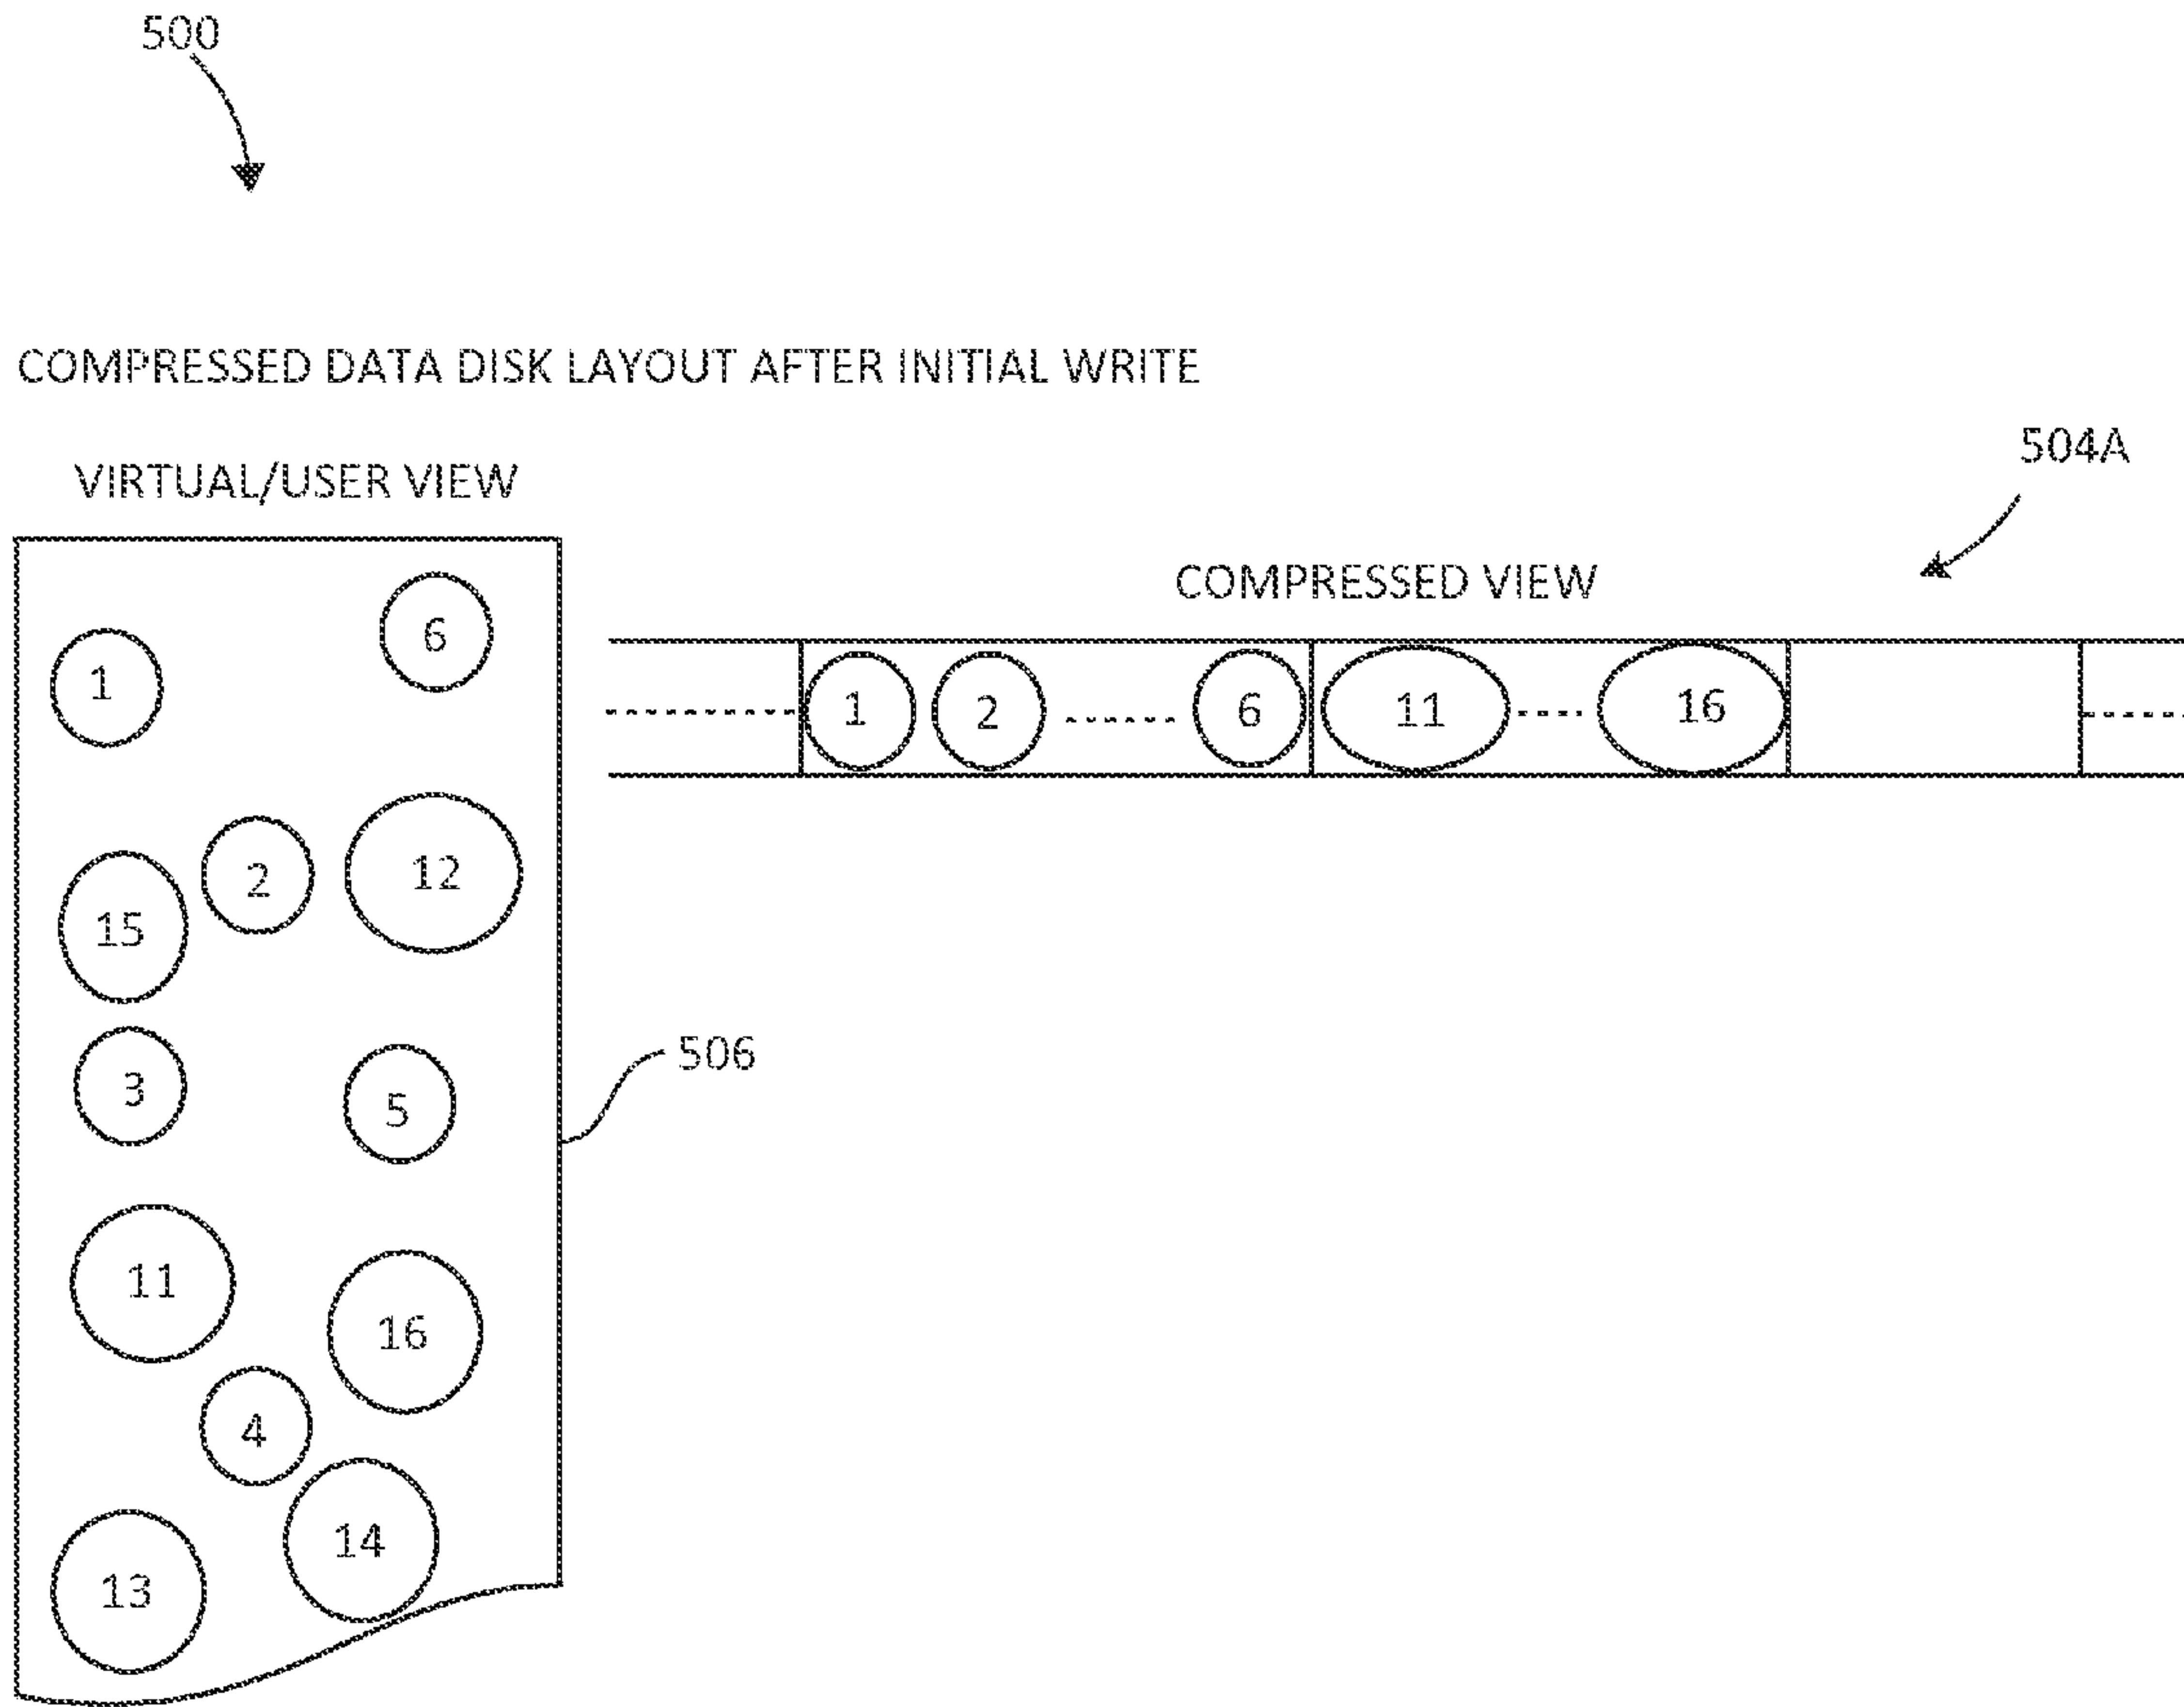 500
COMPRESSED DATA DISK LAYOUT AFTER INITIAL WRITE
504A
VIRTUAL/USER VIEW
COMPRESSED VIEW
6
1
1 2 6 11 16
2 12
15
3 5
506
11
16
4
14
13